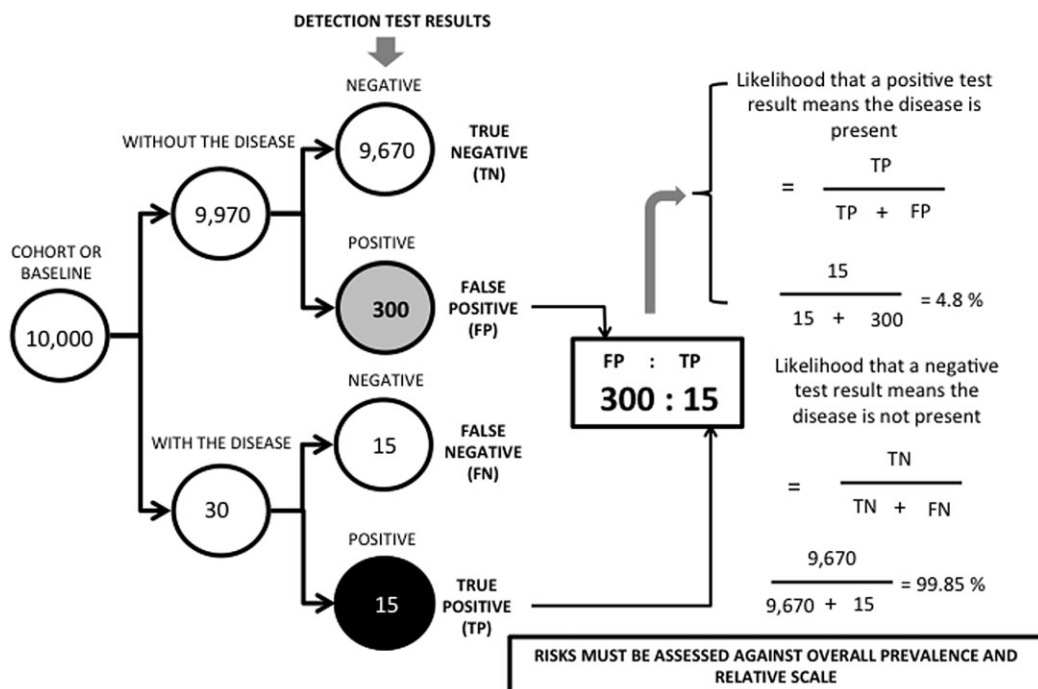 DETECTION TEST RESULTS
NEGATIVE
WITHOUT THE DISEASE
9,670
TRUE
NEGATIVE
(TN)
9,970
POSITIVE
COHORT OR
BASELINE
300
FALSE
POSITIVE
(FP)
10,000
NEGATIVE
WITH THE DISEASE
15
FALSE
NEGATIVE
(FN)
30
POSITIVE
15
TRUE
POSITIVE
(TP)
FP : TP
300 : 15
Likelihood that a positive test
result means the disease is
present
= TP
TP + FP
15
15 + 300 = 4.8 %
Likelihood that a negative
test result means the
disease is not present
= TN
TN + FN
9,670
9,670 + 15 = 99.85 %
RISKS MUST BE ASSESSED AGAINST OVERALL PREVALENCE AND
RELATIVE SCALE